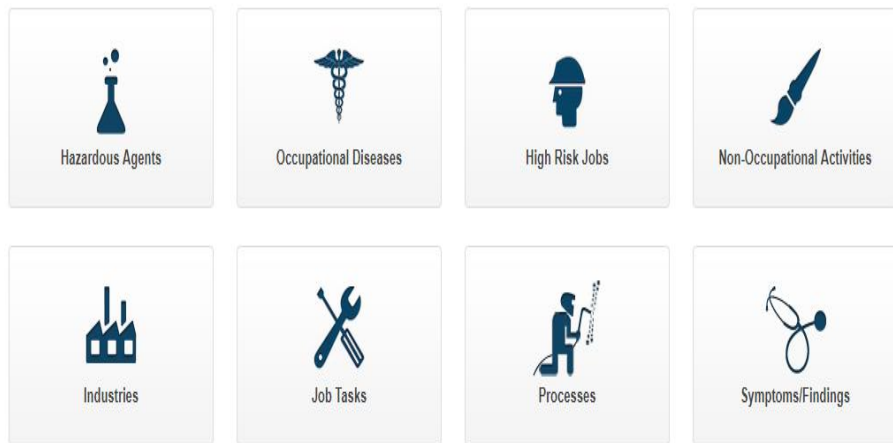 Hazardous Agents
Occupational Diseases
High Risk Jobs
Non-Occupational Activities
Industries
Job Tasks
Processes
Symptoms/Findings